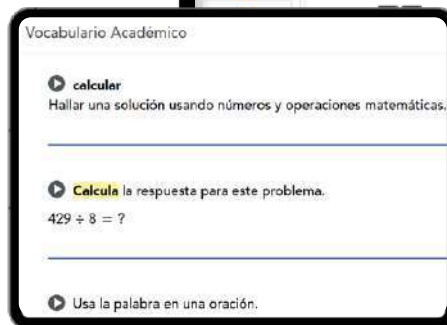 Vocabulario Académico
calcular
Hallar una solución usando números y operaciones matemáticas.
Calcula la respuesta para este problema.
429 ÷ 8 = ?
Usa la palabra en una oración.